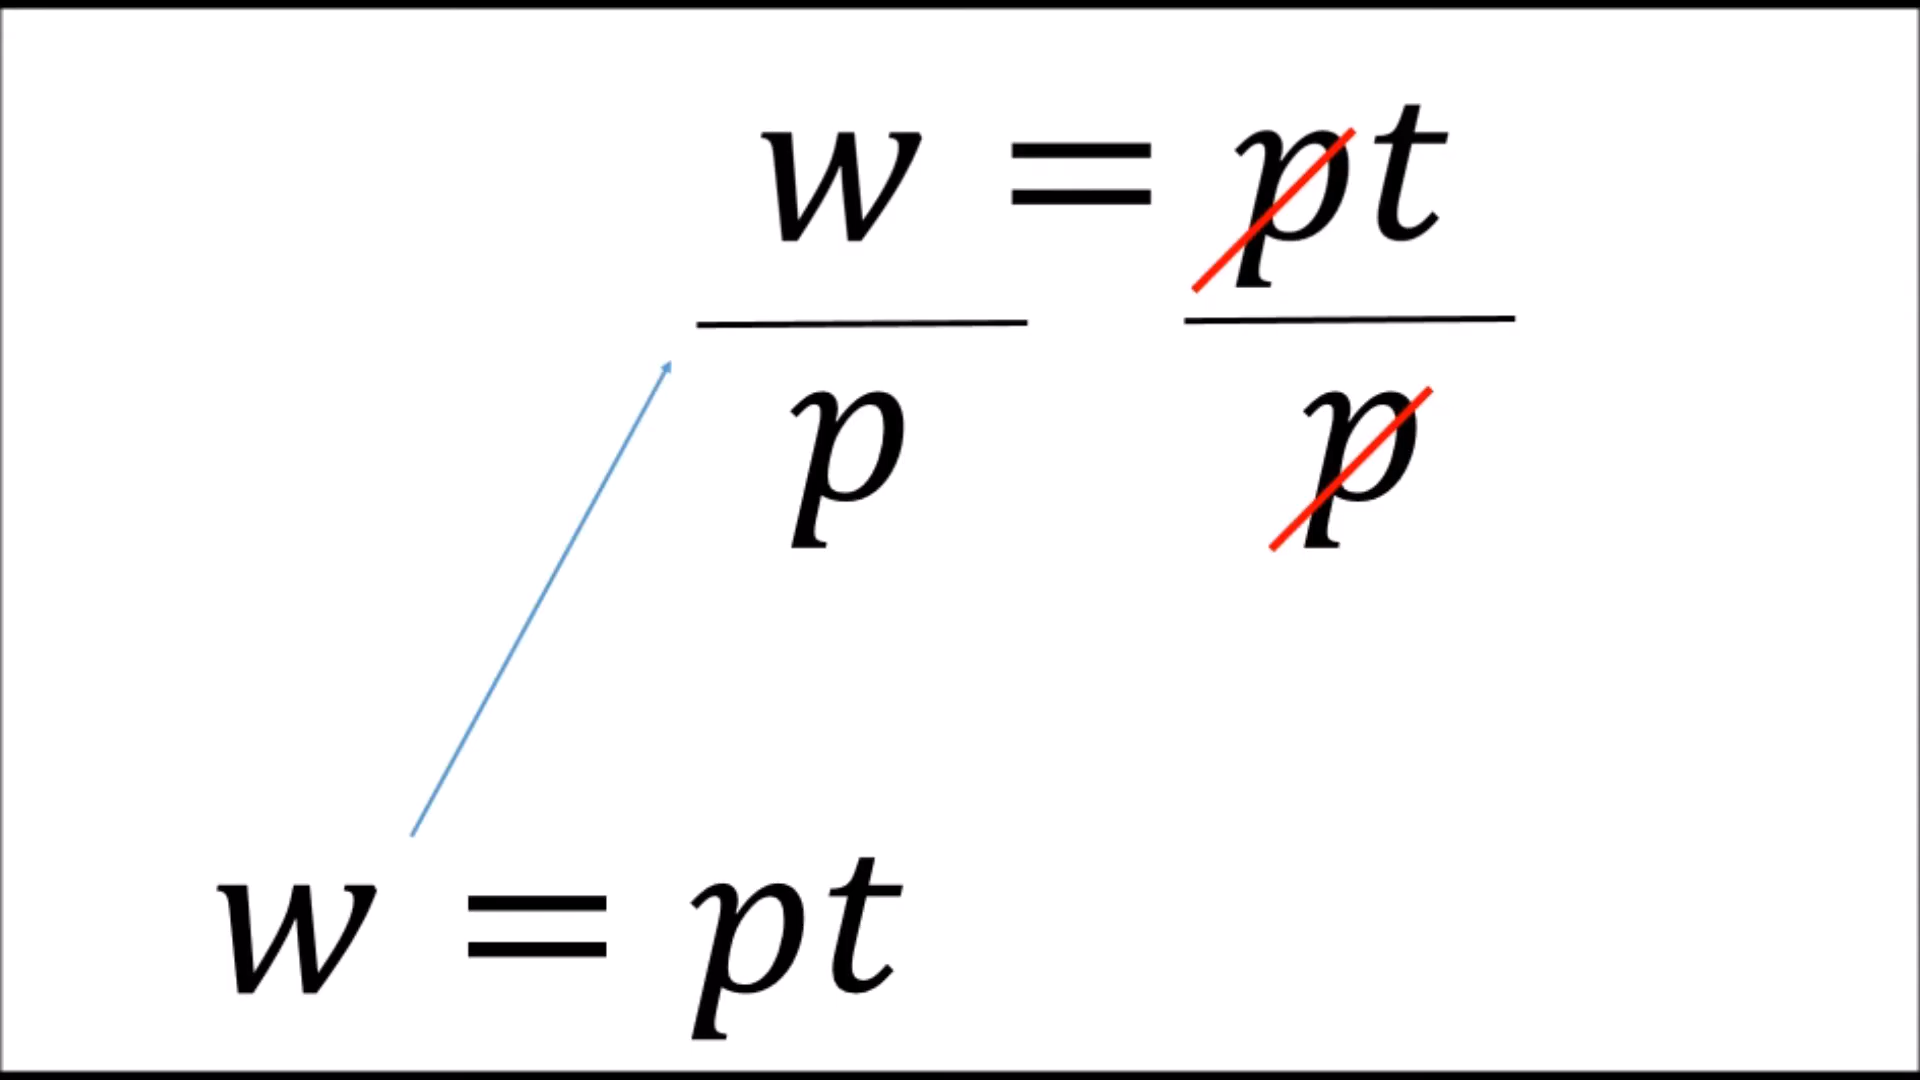 w = pt
p p
w = pt